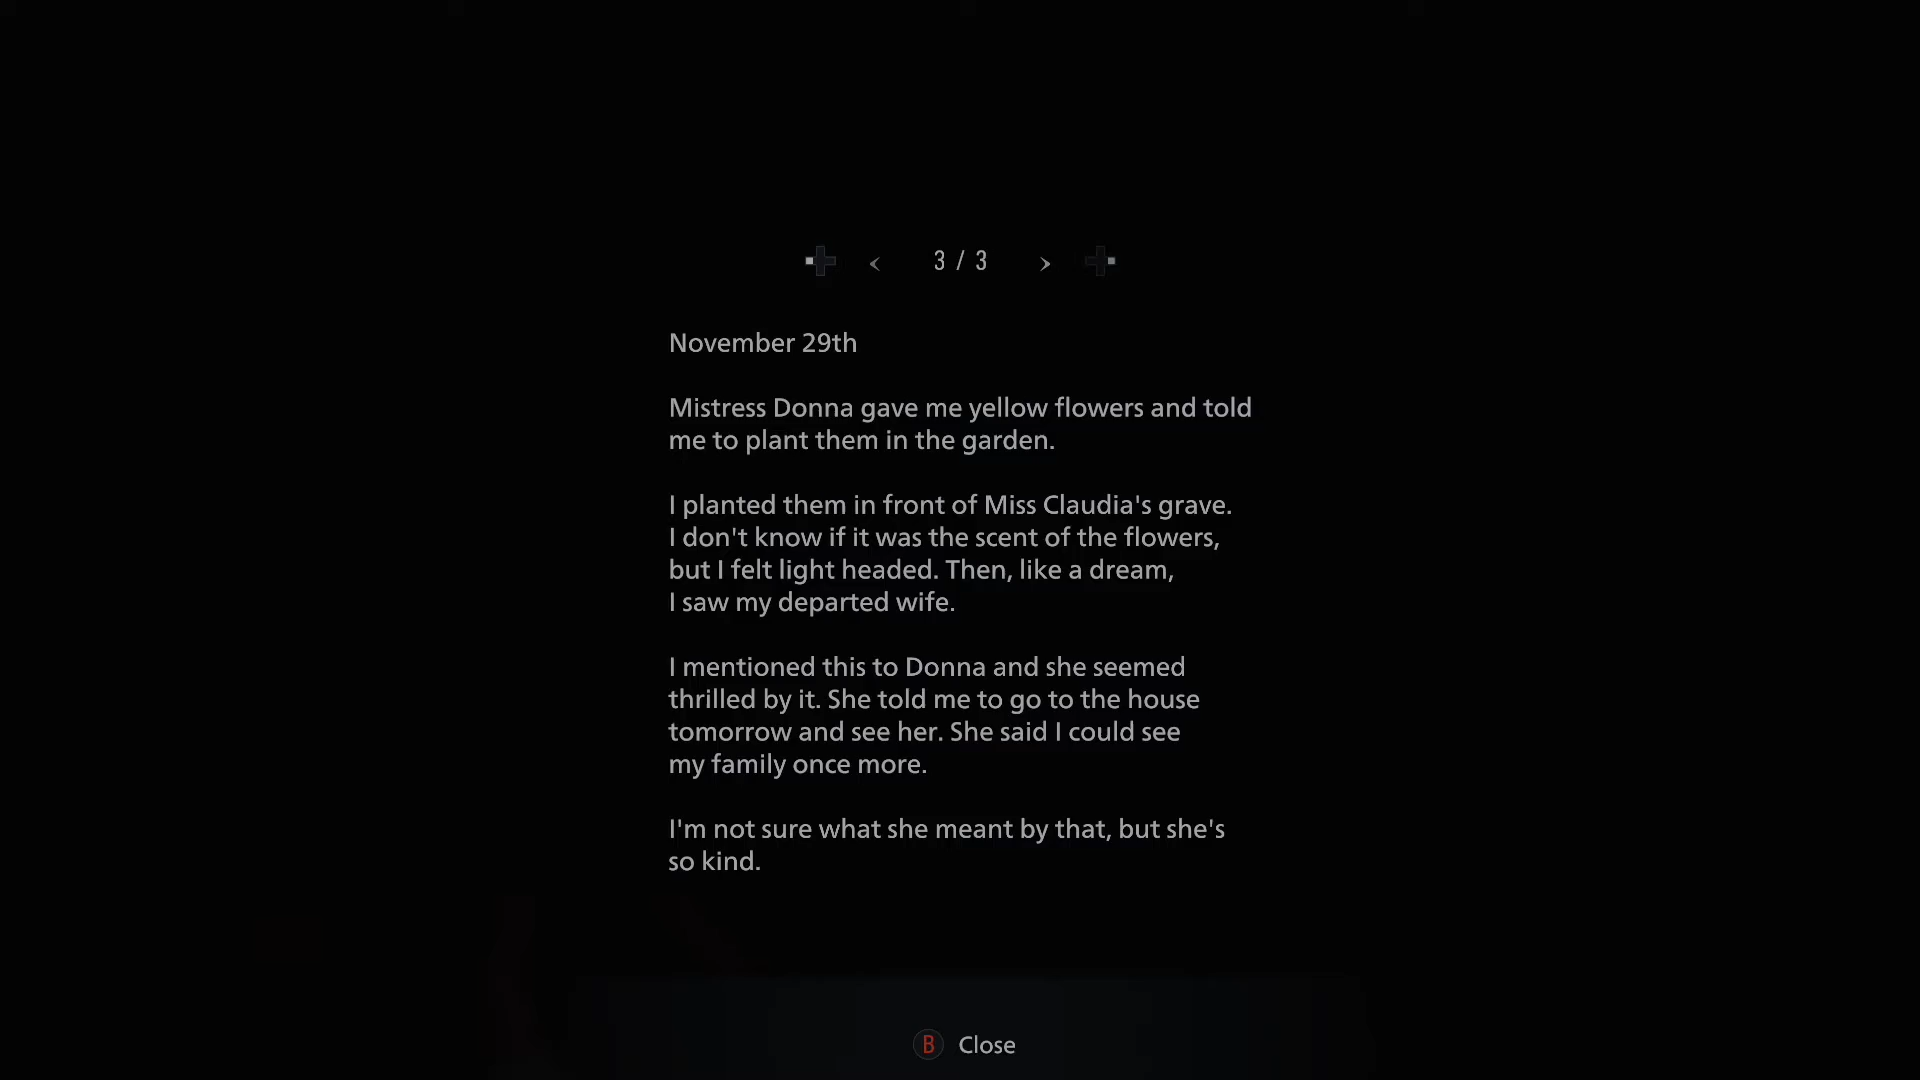 < 3 / 3 >
November 29th
Mistress Donna gave me yellow flowers and told
me to plant them in the garden.
I planted them in front of Miss Claudia's grave.
I don't know if it was the scent of the flowers,
but I felt light headed. Then, like a dream,
I saw my departed wife.
I mentioned this to Donna and she seemed
thrilled by it. She told me to go to the house
tomorrow and see her. She said I could see
my family once more.
I'm not sure what she meant by that, but she's
so kind.
B Close